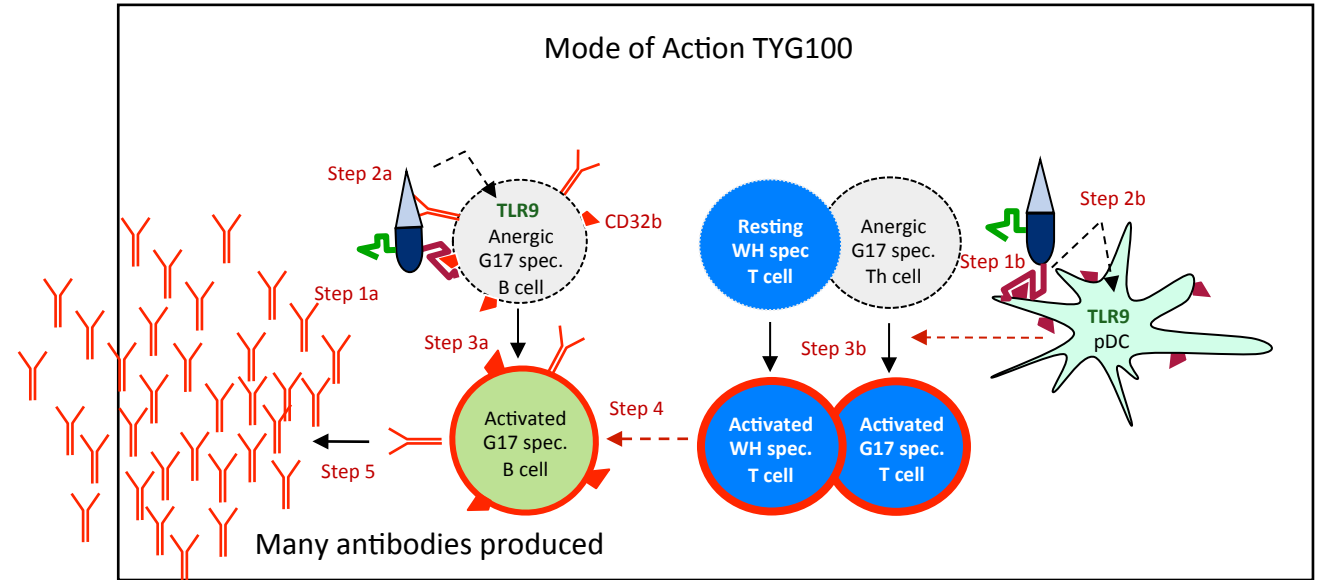 Mode of Action TYG100
Step 2a
TLR9
Anergic
G17 spec.
B cell
CD32b
Step 1a
Resting
WH spec
T cell
Anergic
G17 spec.
Th cell
Step 2b
Step 1b
TLR9
pDC
Step 3a
Step 3b
Activated
G17 spec.
B cell
Step 4
Activated
WH spec.
T cell
Activated
G17 spec.
T cell
Step 5
Many antibodies produced